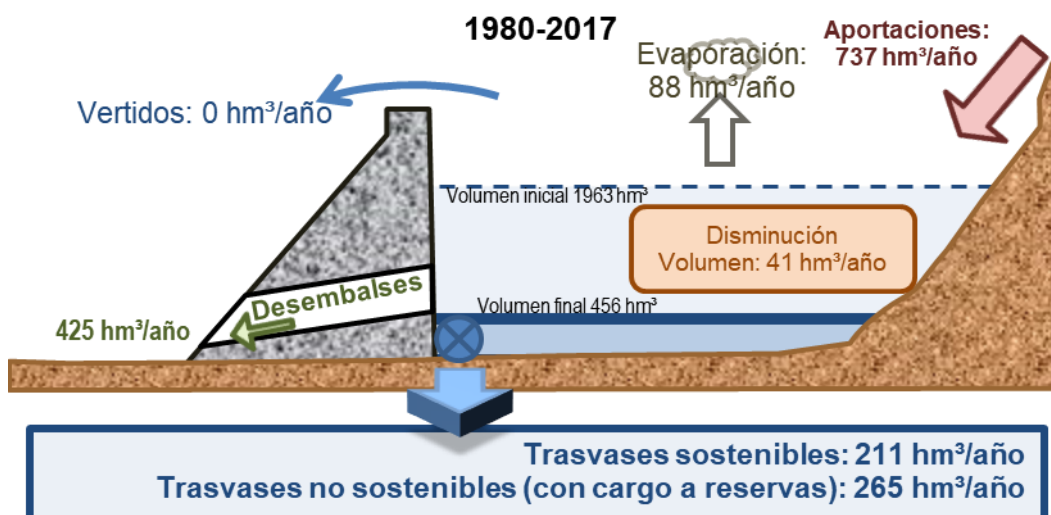 1980-2017
Aportaciones:
737 hm³/año
Evaporación:
88 hm³/año
Vertidos: 0 hm³/año
Volumen inicial 1963 hm³
Disminución
Volumen: 41 hm³/año
Desembalses
Volumen final 456 hm³
425 hm³/año
Trasvases sostenibles: 211 hm³/año
Trasvases no sostenibles (con cargo a reservas): 265 hm³/año